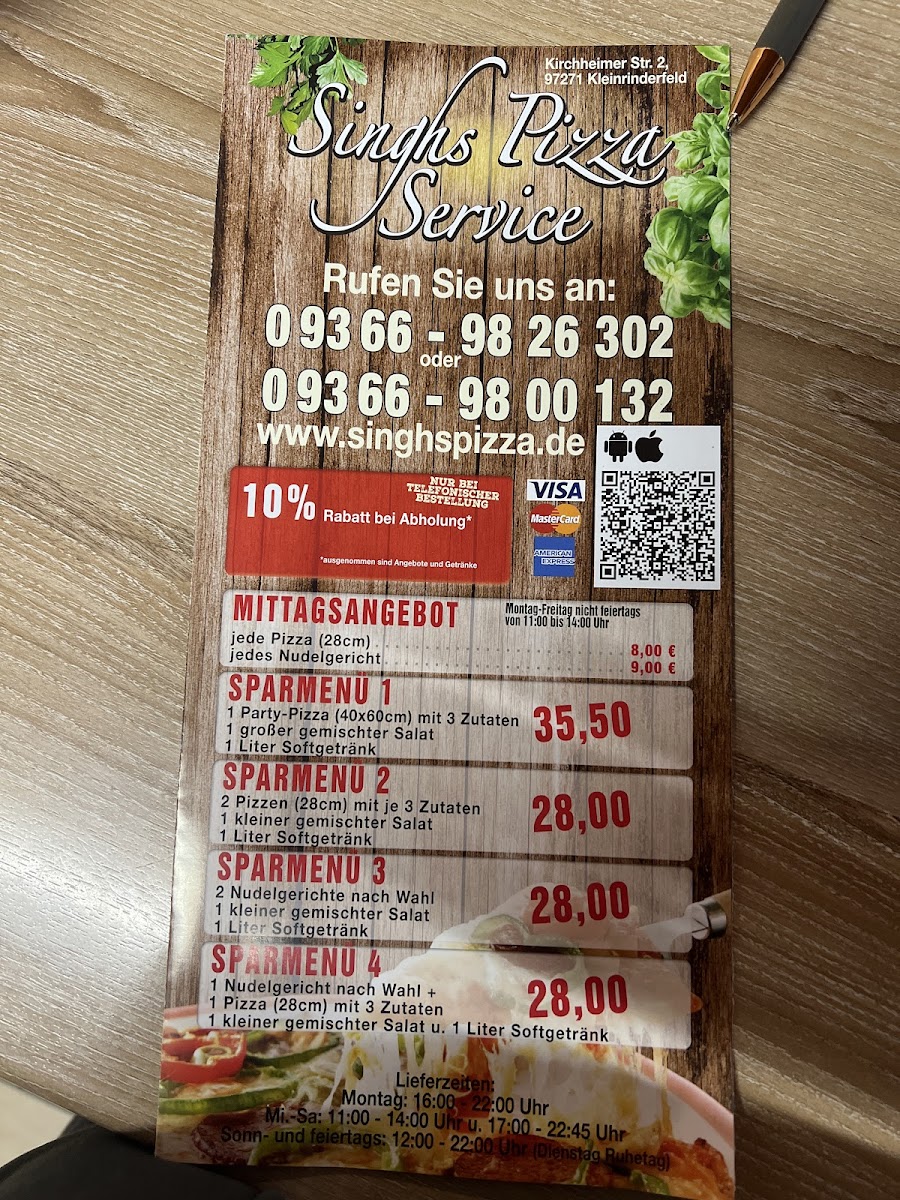 Kirchheimer Str. 2,
97271 Kleinrinderfeld
Singhs Pizza
Service
Rufen Sie uns an:
0 93 66 - 98 26 302
oder
0 93 66 - 98 00 132
www.singhspizza.de
10% Rabatt bei Abholung*
NUR BEI
TELEFONISCHER
BESTELLUNG
*ausgenommen sind Angebote und Getränke
VISA
MasterCard
AMERICAN
EXPRESS
MITTAGSANGEBOT
Montag-Freitag nicht feiertags
von 11:00 bis 14:00 Uhr
jede Pizza (28cm) 8,00 €
jedes Nudelgericht 9,00 €
SPARMENÜ 1
1 Party-Pizza (40x60cm) mit 3 Zutaten
1 großer gemischter Salat
1 Liter Softgetränk
35,50
SPARMENÜ 2
2 Pizzen (28cm) mit je 3 Zutaten
1 kleiner gemischter Salat
1 Liter Softgetränk
28,00
SPARMENÜ 3
2 Nudelgerichte nach Wahl
1 kleiner gemischter Salat
1 Liter Softgetränk
28,00
SPARMENÜ 4
1 Nudelgericht nach Wahl +
1 Pizza (28cm) mit 3 Zutaten
1 kleiner gemischter Salat u. 1 Liter Softgetränk
28,00
Lieferzeiten:
Montag: 16:00 - 22:00 Uhr
Mi.-Sa: 11:00 - 14:00 Uhr u. 17:00 - 22:45 Uhr
Sonn- und feiertags: 12:00 - 22:00 Uhr (Dienstag Ruhetag)